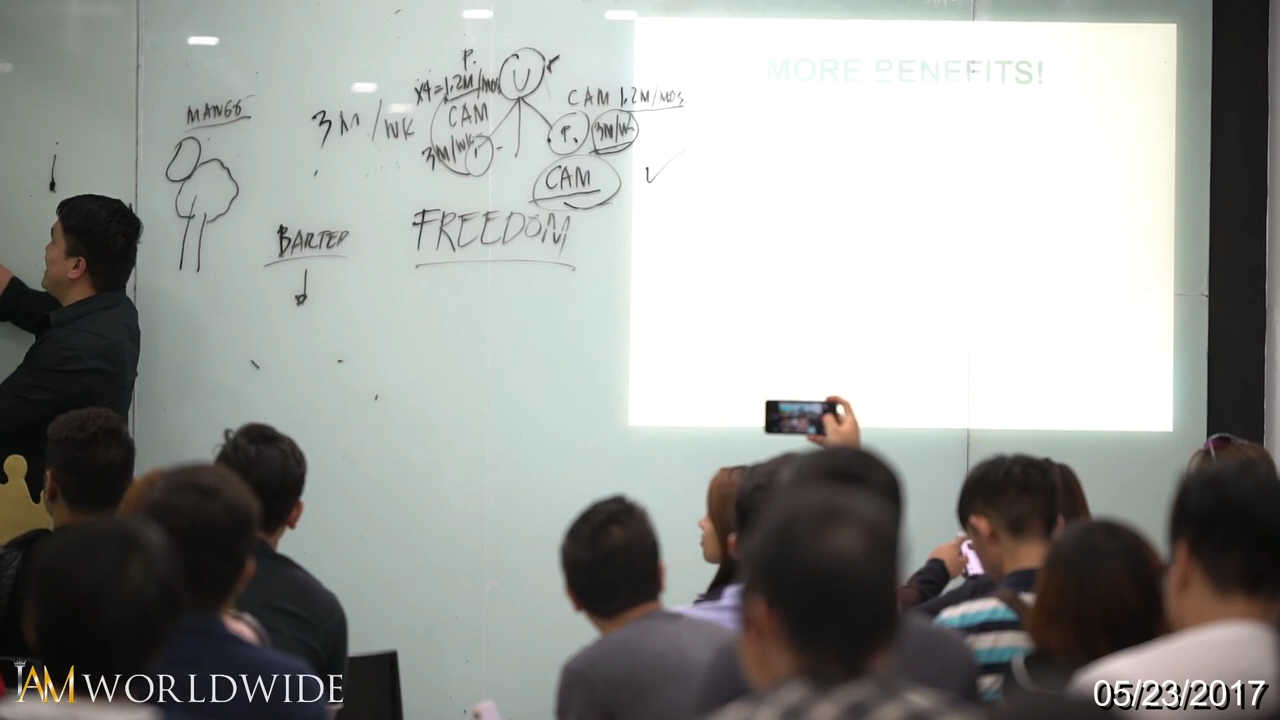 MORE BENEFITS!
P.
X4=1.2M/mos
U
CAM 1.2M/mos
MANGO
3M/WK
CAM
P.
3M/WK
3M/WK
CAM
FREEDOM
BARTER
IAM WORLDWIDE
05/23/2017